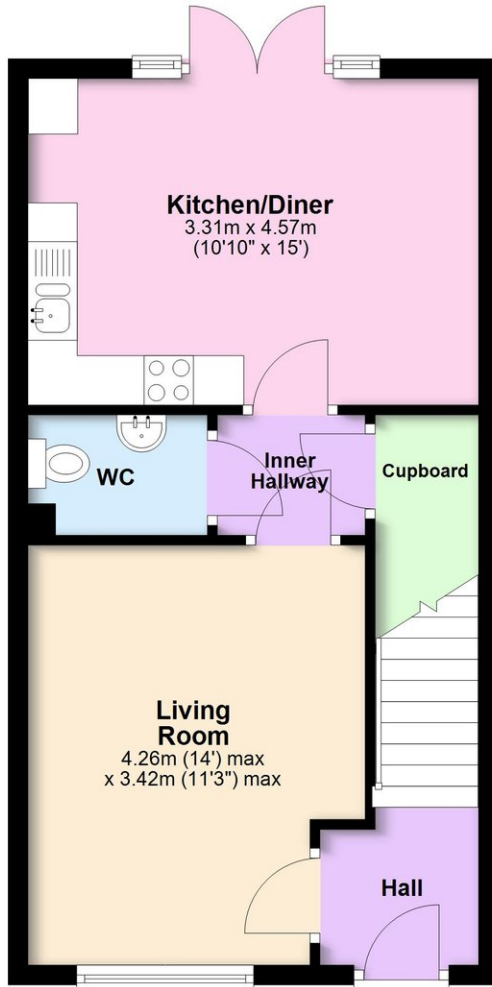 Kitchen/Diner
3.31m x 4.57m
(10'10" x 15')
WC
Inner
Hallway
Cupboard
Living
Room
4.26m (14') max
x 3.42m (11'3") max
Hall